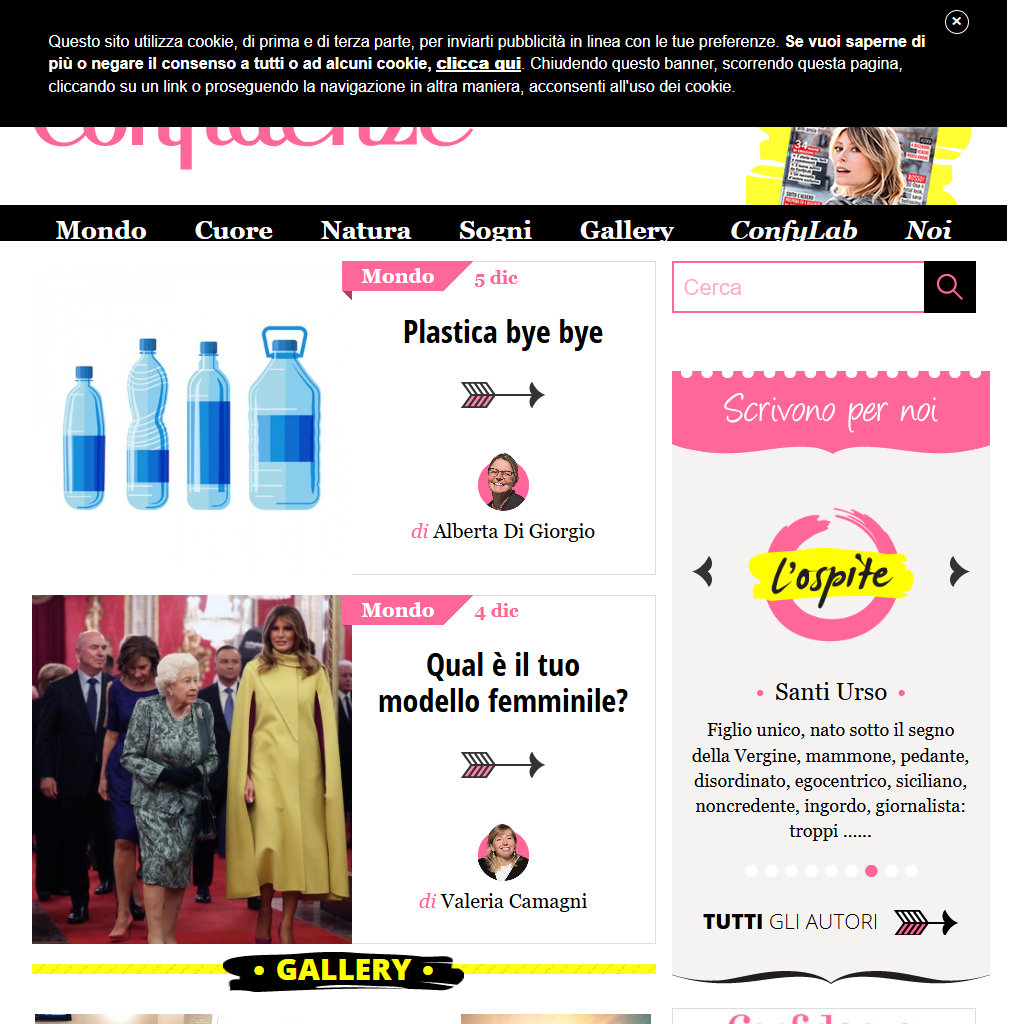 Questo sito utilizza cookie, di prima e di terza parte, per inviarti pubblicità in linea con le tue preferenze. Se vuoi saperne di
più o negare il consenso a tutti o ad alcuni cookie, clicca qui. Chiudendo questo banner, scorrendo questa pagina,
cliccando su un link o proseguendo la navigazione in altra maniera, acconsenti all'uso dei cookie.
Mondo Cuore Natura Sogni Gallery ConfyLab Noi
Mondo 5 dic
Plastica bye bye
di Alberta Di Giorgio
Mondo 4 dic
Qual è il tuo
modello femminile?
di Valeria Camagni
• GALLERY •
Cerca
Scrivono per noi
L'ospite
• Santi Urso •
Figlio unico, nato sotto il segno
della Vergine, mammone, pedante,
disordinato, egocentrico, siciliano,
noncredente, ingordo, giornalista:
troppi ......
TUTTI GLI AUTORI